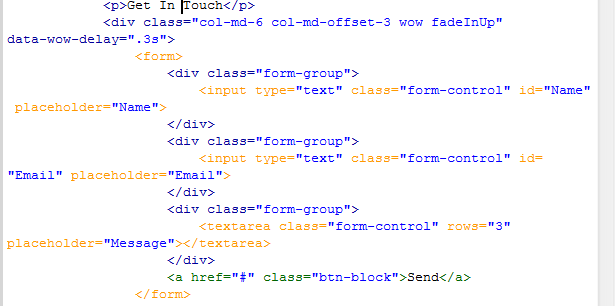 <p>Get In Touch</p>
<div class="col-md-6 col-md-offset-3 wow fadeInUp"
data-wow-delay=".3s">
<form>
<div class="form-group">
<input type="text" class="form-control" id="Name"
placeholder="Name">
</div>
<div class="form-group">
<input type="text" class="form-control" id=
"Email" placeholder="Email">
</div>
<div class="form-group">
<textarea class="form-control" rows="3"
placeholder="Message"></textarea>
</div>
<a href="#" class="btn-block">Send</a>
</form>